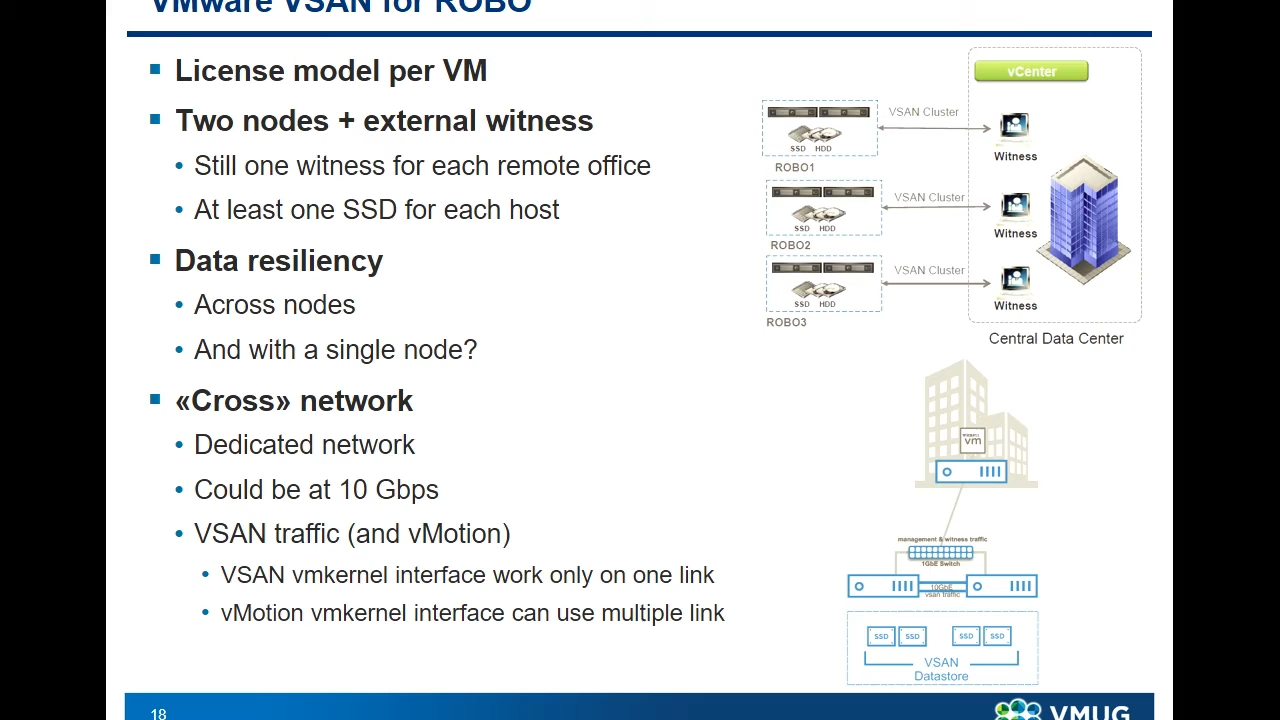 VMware VSAN for ROBO
License model per VM
Two nodes + external witness
Still one witness for each remote office
At least one SSD for each host
Data resiliency
Across nodes
And with a single node?
«Cross» network
Dedicated network
Could be at 10 Gbps
VSAN traffic (and vMotion)
VSAN vmkernel interface work only on one link
vMotion vmkernel interface can use multiple link
vCenter
VSAN Cluster
SSD HDD
Witness
ROBO1
VSAN Cluster
SSD HDD
Witness
ROBO2
VSAN Cluster
SSD HDD
Witness
ROBO3
Central Data Center
vm
management & witness traffic
1GbE Switch
10GbE
vsan traffic
SSD SSD SSD SSD
VSAN
Datastore
18
VMUG